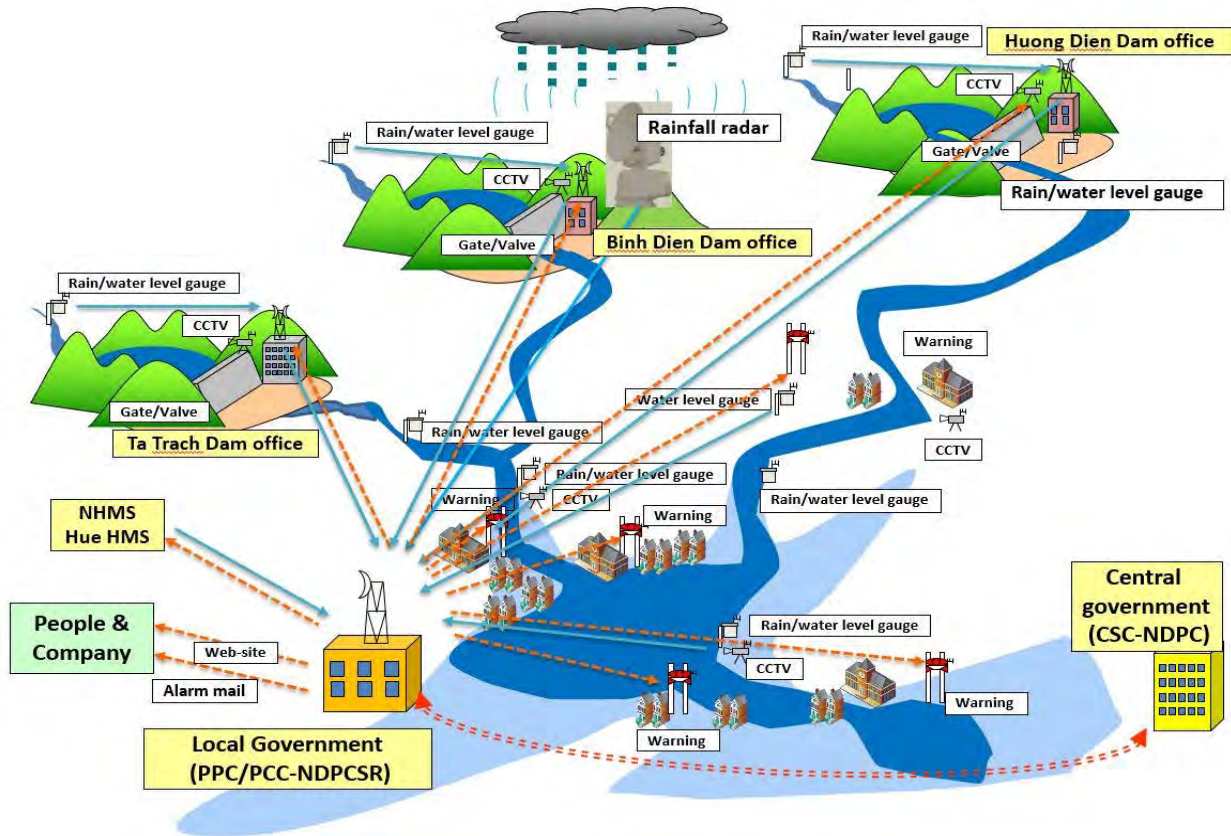 Rain/water level gauge
Huong Dien Dam office
CCTV
Rain/water level gauge
Rainfall radar
Gate/Valve
CCTV
Rain/water level gauge
Gate/Valve
Binh Dien Dam office
Rain/water level gauge
CCTV
Warning
Gate/Valve
Water level gauge
CCTV
Ta Trach Dam office
Rain/water level gauge
Rain/water level gauge
Warning
CCTV
Rain/water level gauge
NHMS
Hue HMS
Warning
Central
government
(CSC-NDPC)
People &
Company
Web-site
Alarm mail
Rain/water level gauge
CCTV
Warning
Warning
Local Government
(PPC/PCC-NDPCSR)